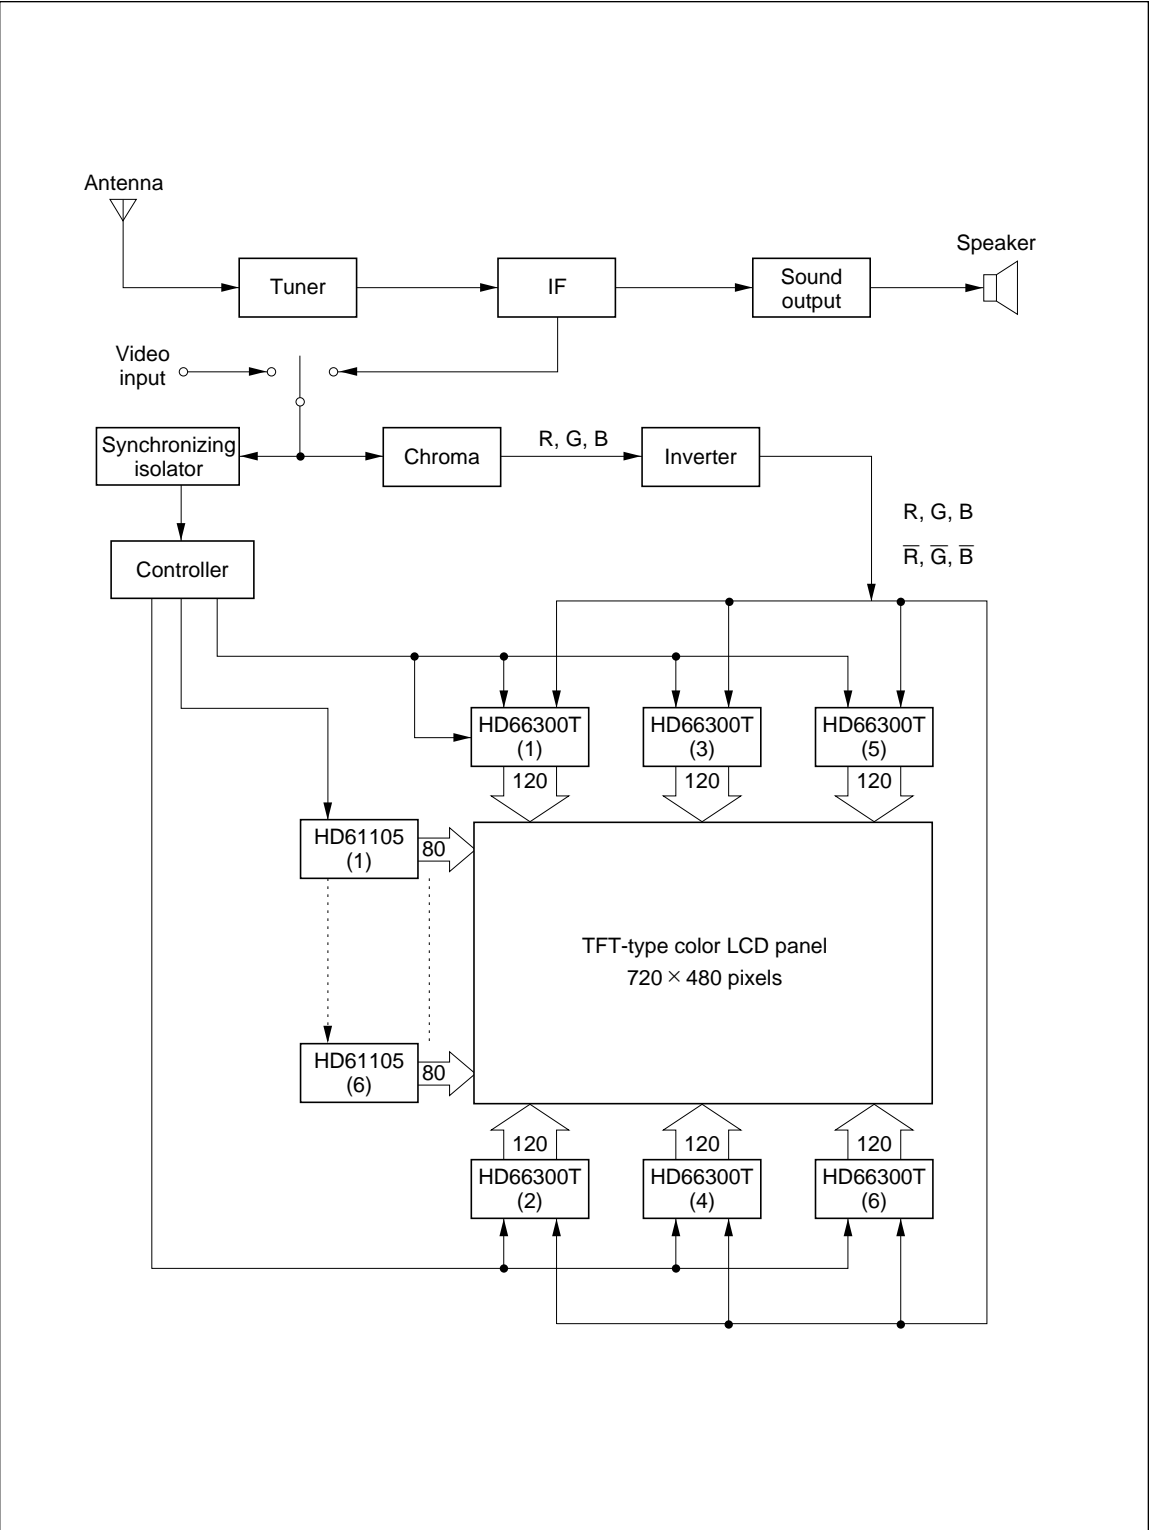 Antenna
Speaker
Tuner
IF
Sound
output
Video
input
Synchronizing
isolator
Chroma
R, G, B
Inverter
R, G, B
R̅, G̅, B̅
Controller
HD66300T
(1)
HD66300T
(3)
HD66300T
(5)
120
120
120
HD61105
(1)
80
TFT-type color LCD panel
720 × 480 pixels
HD61105
(6)
80
120
120
120
HD66300T
(2)
HD66300T
(4)
HD66300T
(6)